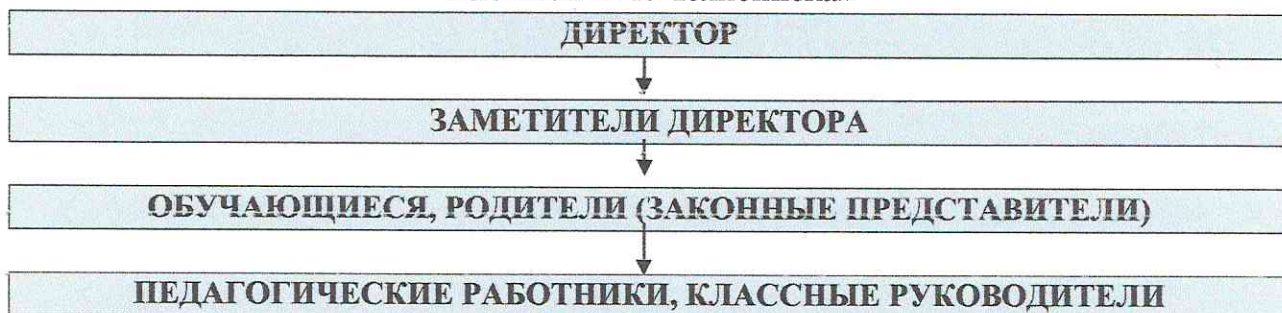 ДИРЕКТОР
ЗАМЕТИТЕЛИ ДИРЕКТОРА
ОБУЧАЮЩИЕСЯ, РОДИТЕЛИ (ЗАКОННЫЕ ПРЕДСТАВИТЕЛИ)
ПЕДАГОГИЧЕСКИЕ РАБОТНИКИ, КЛАССНЫЕ РУКОВОДИТЕЛИ